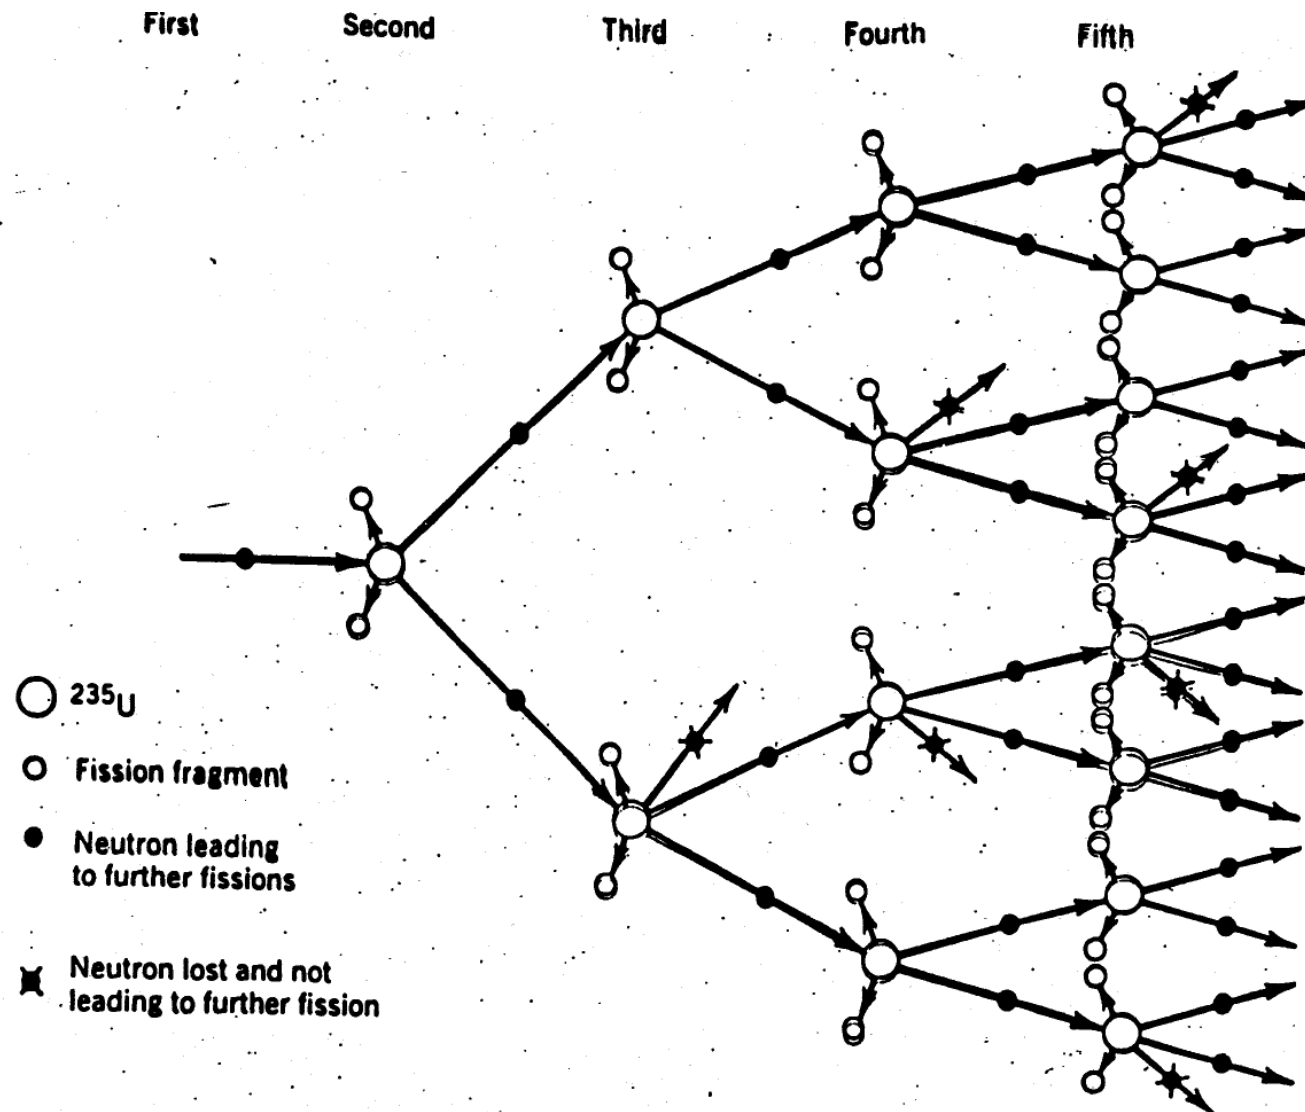 First Second Third Fourth Fifth
235U
Fission fragment
Neutron leading
to further fissions
Neutron lost and not
leading to further fission